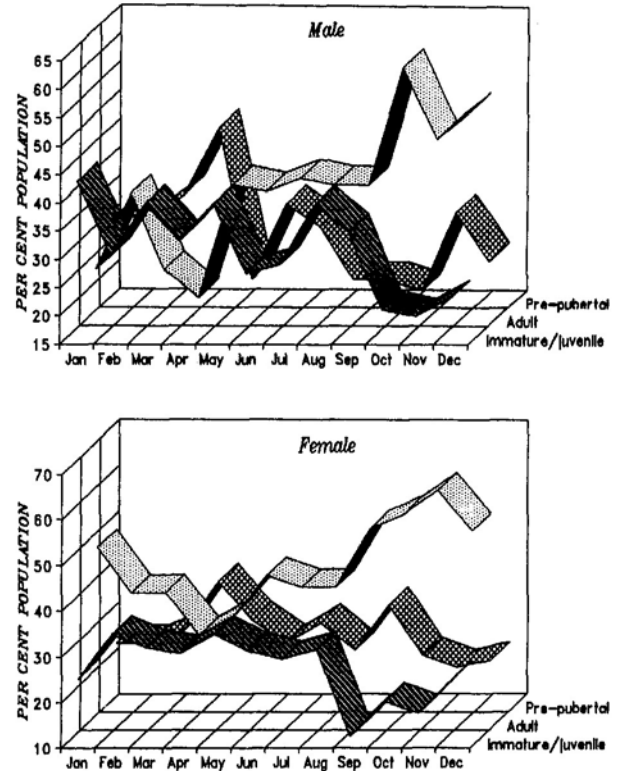 Male
PER CENT POPULATION
65
60
55
50
45
40
35
30
25
20
15
Jan Feb Mar Apr May Jun Jul Aug Sep Oct Nov Dec
Pre-pubertal
Adult
Immature/juvenile
Female
PER CENT POPULATION
70
60
50
40
30
20
10
Jan Feb Mar Apr May Jun Jul Aug Sep Oct Nov Dec
Pre-pubertal
Adult
Immature/juvenile